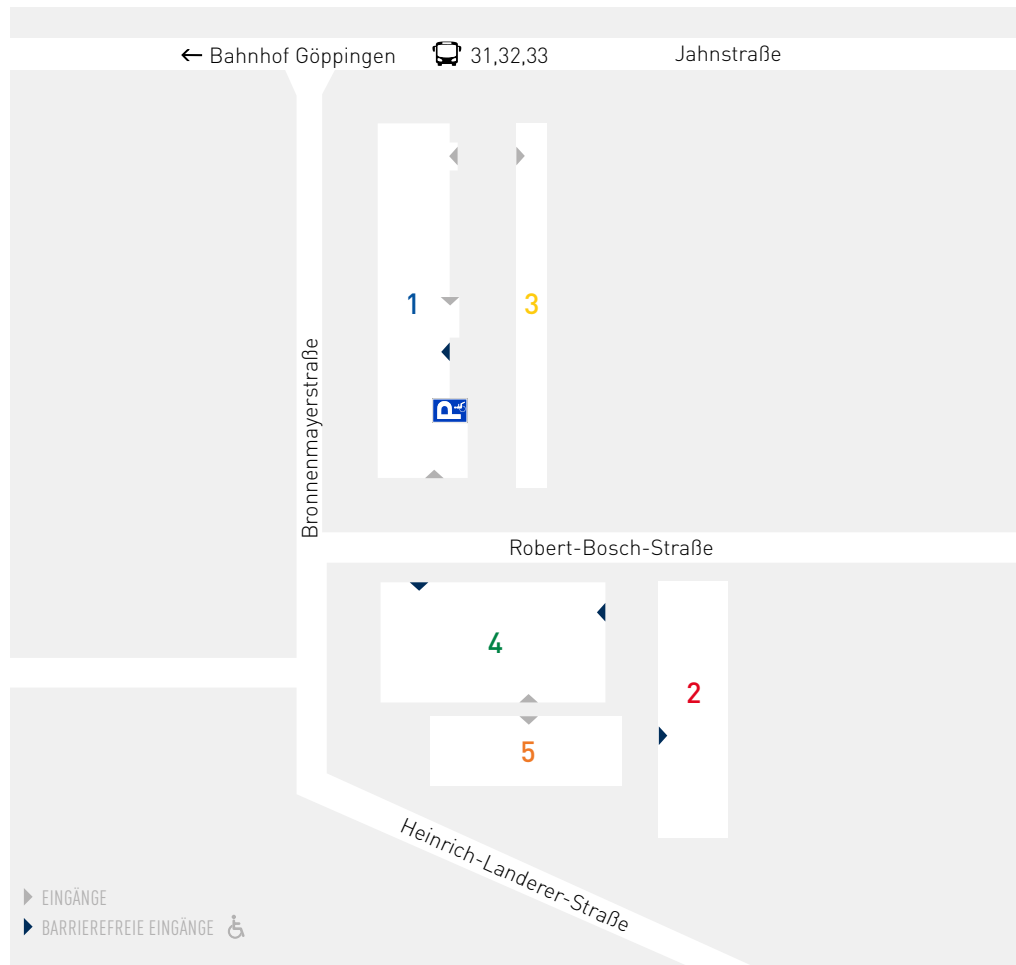 ← Bahnhof Göppingen
31,32,33
Jahnstraße
1
3
P
Bronnenmayerstraße
Robert-Bosch-Straße
4
2
5
Heinrich-Landerer-Straße
EINGÄNGE
BARRIEREFREIE EINGÄNGE